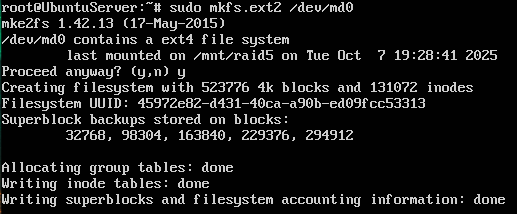 root@UbuntuServer:~# sudo mkfs.ext2 /dev/md0
mke2fs 1.42.13 (17-May-2015)
/dev/md0 contains a ext4 file system
        last mounted on /mnt/raid5 on Tue Oct  7 19:28:41 2025
Proceed anyway? (y,n) y
Creating filesystem with 523776 4k blocks and 131072 inodes
Filesystem UUID: 45972e82-d431-40ca-a90b-ed09fcc53313
Superblock backups stored on blocks:
        32768, 98304, 163840, 229376, 294912

Allocating group tables: done
Writing inode tables: done
Writing superblocks and filesystem accounting information: done